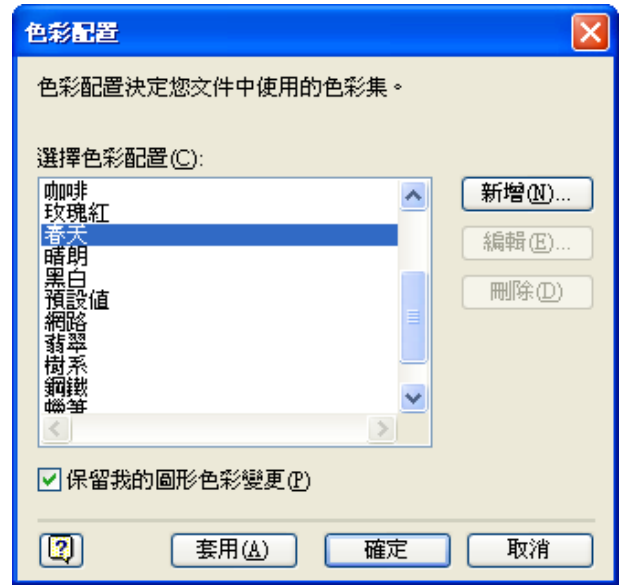 色彩配置
色彩配置決定您文件中使用的色彩集。
選擇色彩配置(C):
咖啡
玫瑰紅
春天
晴朗
黑白
預設值
網路
翡翠
樹系
鋼鐵
蠟筆
新增(N)...
編輯(E)...
刪除(D)
保留我的圖形色彩變更(P)
套用(A)
確定
取消